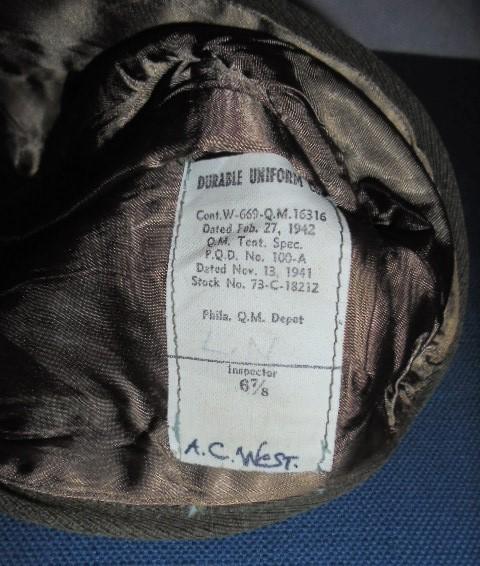 DURABLE UNIFORM
Cont.W-669-Q.M.16316
Dated Feb. 27, 1942
Q.M. Tent. Spec.
P.Q.D. No. 100-A
Dated Nov. 13, 1941
Stock No. 73-C-18212
Phila. Q.M. Depot
Inspector
6⅞
A.C. WEST.